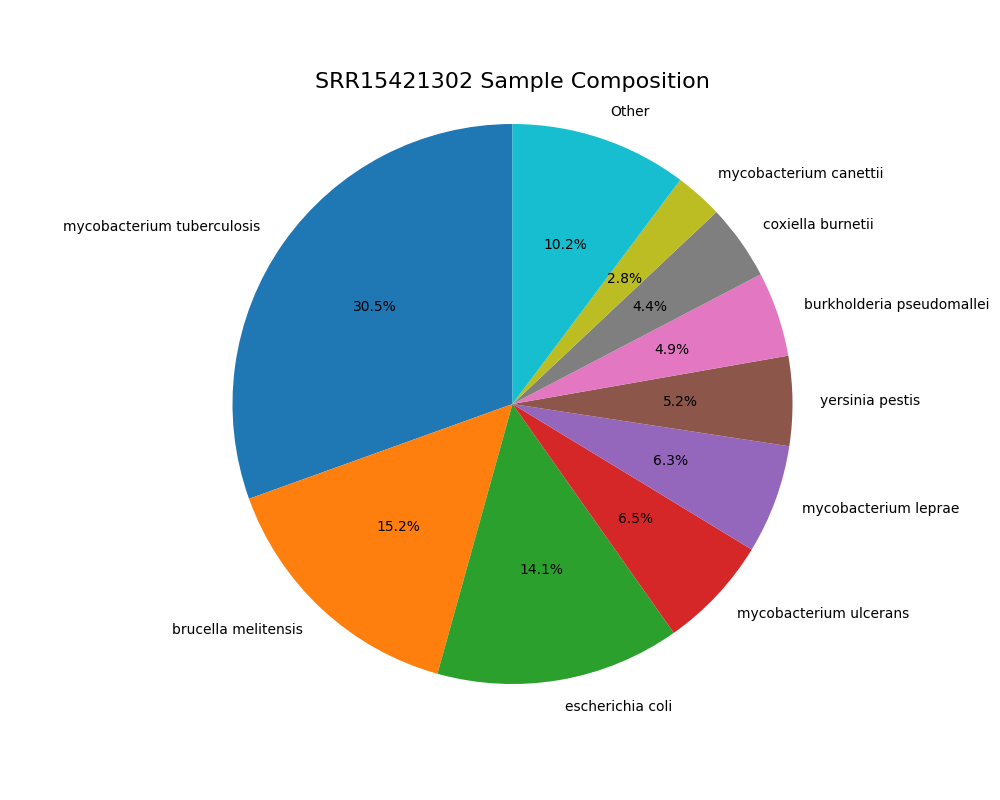 SRR15421302 Sample Composition
Other
mycobacterium canettii
coxiella burnetii
mycobacterium tuberculosis
10.2%
2.8%
burkholderia pseudomallei
30.5%
4.4%
4.9%
yersinia pestis
5.2%
6.3%
mycobacterium leprae
6.5%
15.2%
14.1%
mycobacterium ulcerans
brucella melitensis
escherichia coli